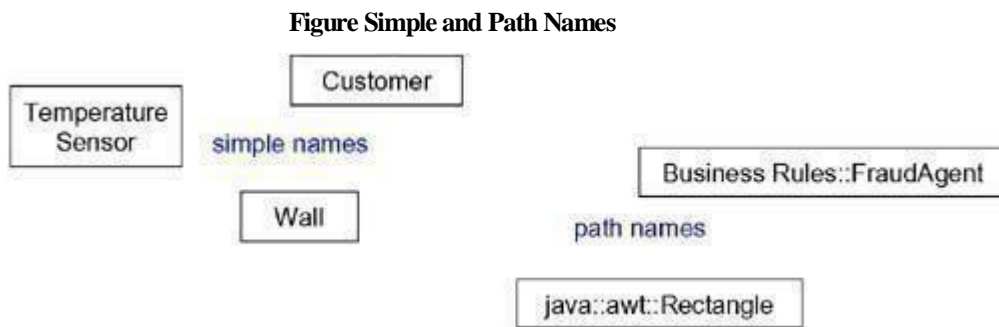 Figure Simple and Path Names
Customer
Temperature
Sensor
simple names
Business Rules::FraudAgent
Wall
path names
java::awt::Rectangle